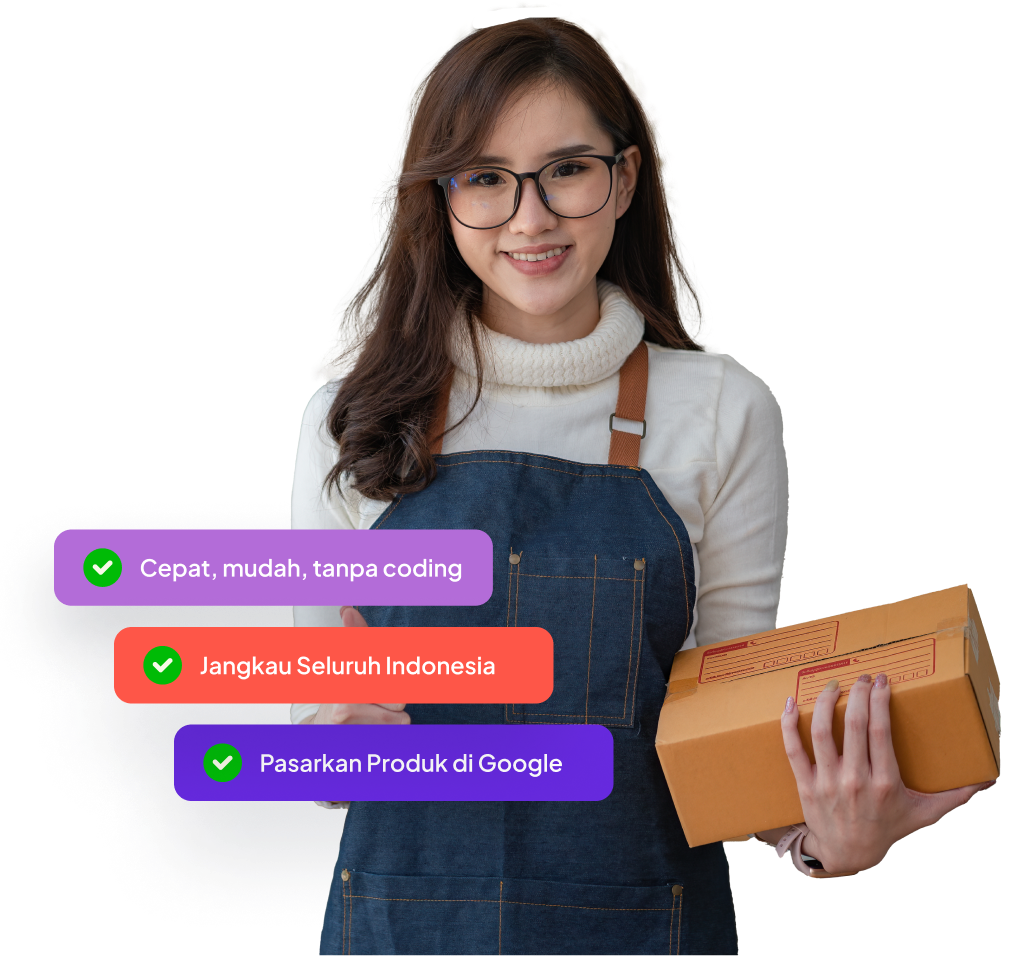 Cepat, mudah, tanpa coding
Jangkau Seluruh Indonesia
Pasarkan Produk di Google